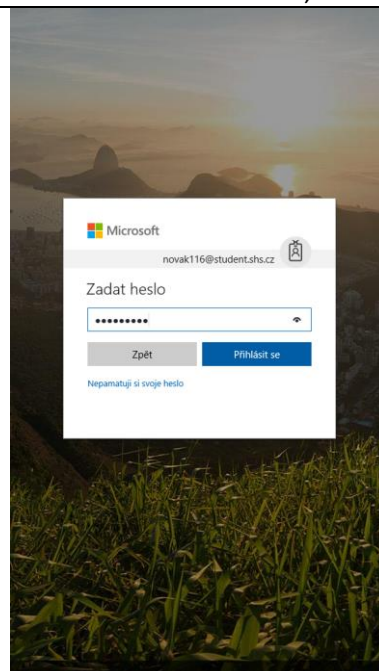 Microsoft
novak116@student.shs.cz
Zadat heslo
•••••••••
Zpět
Přihlásit se
Nepamatuji si svoje heslo